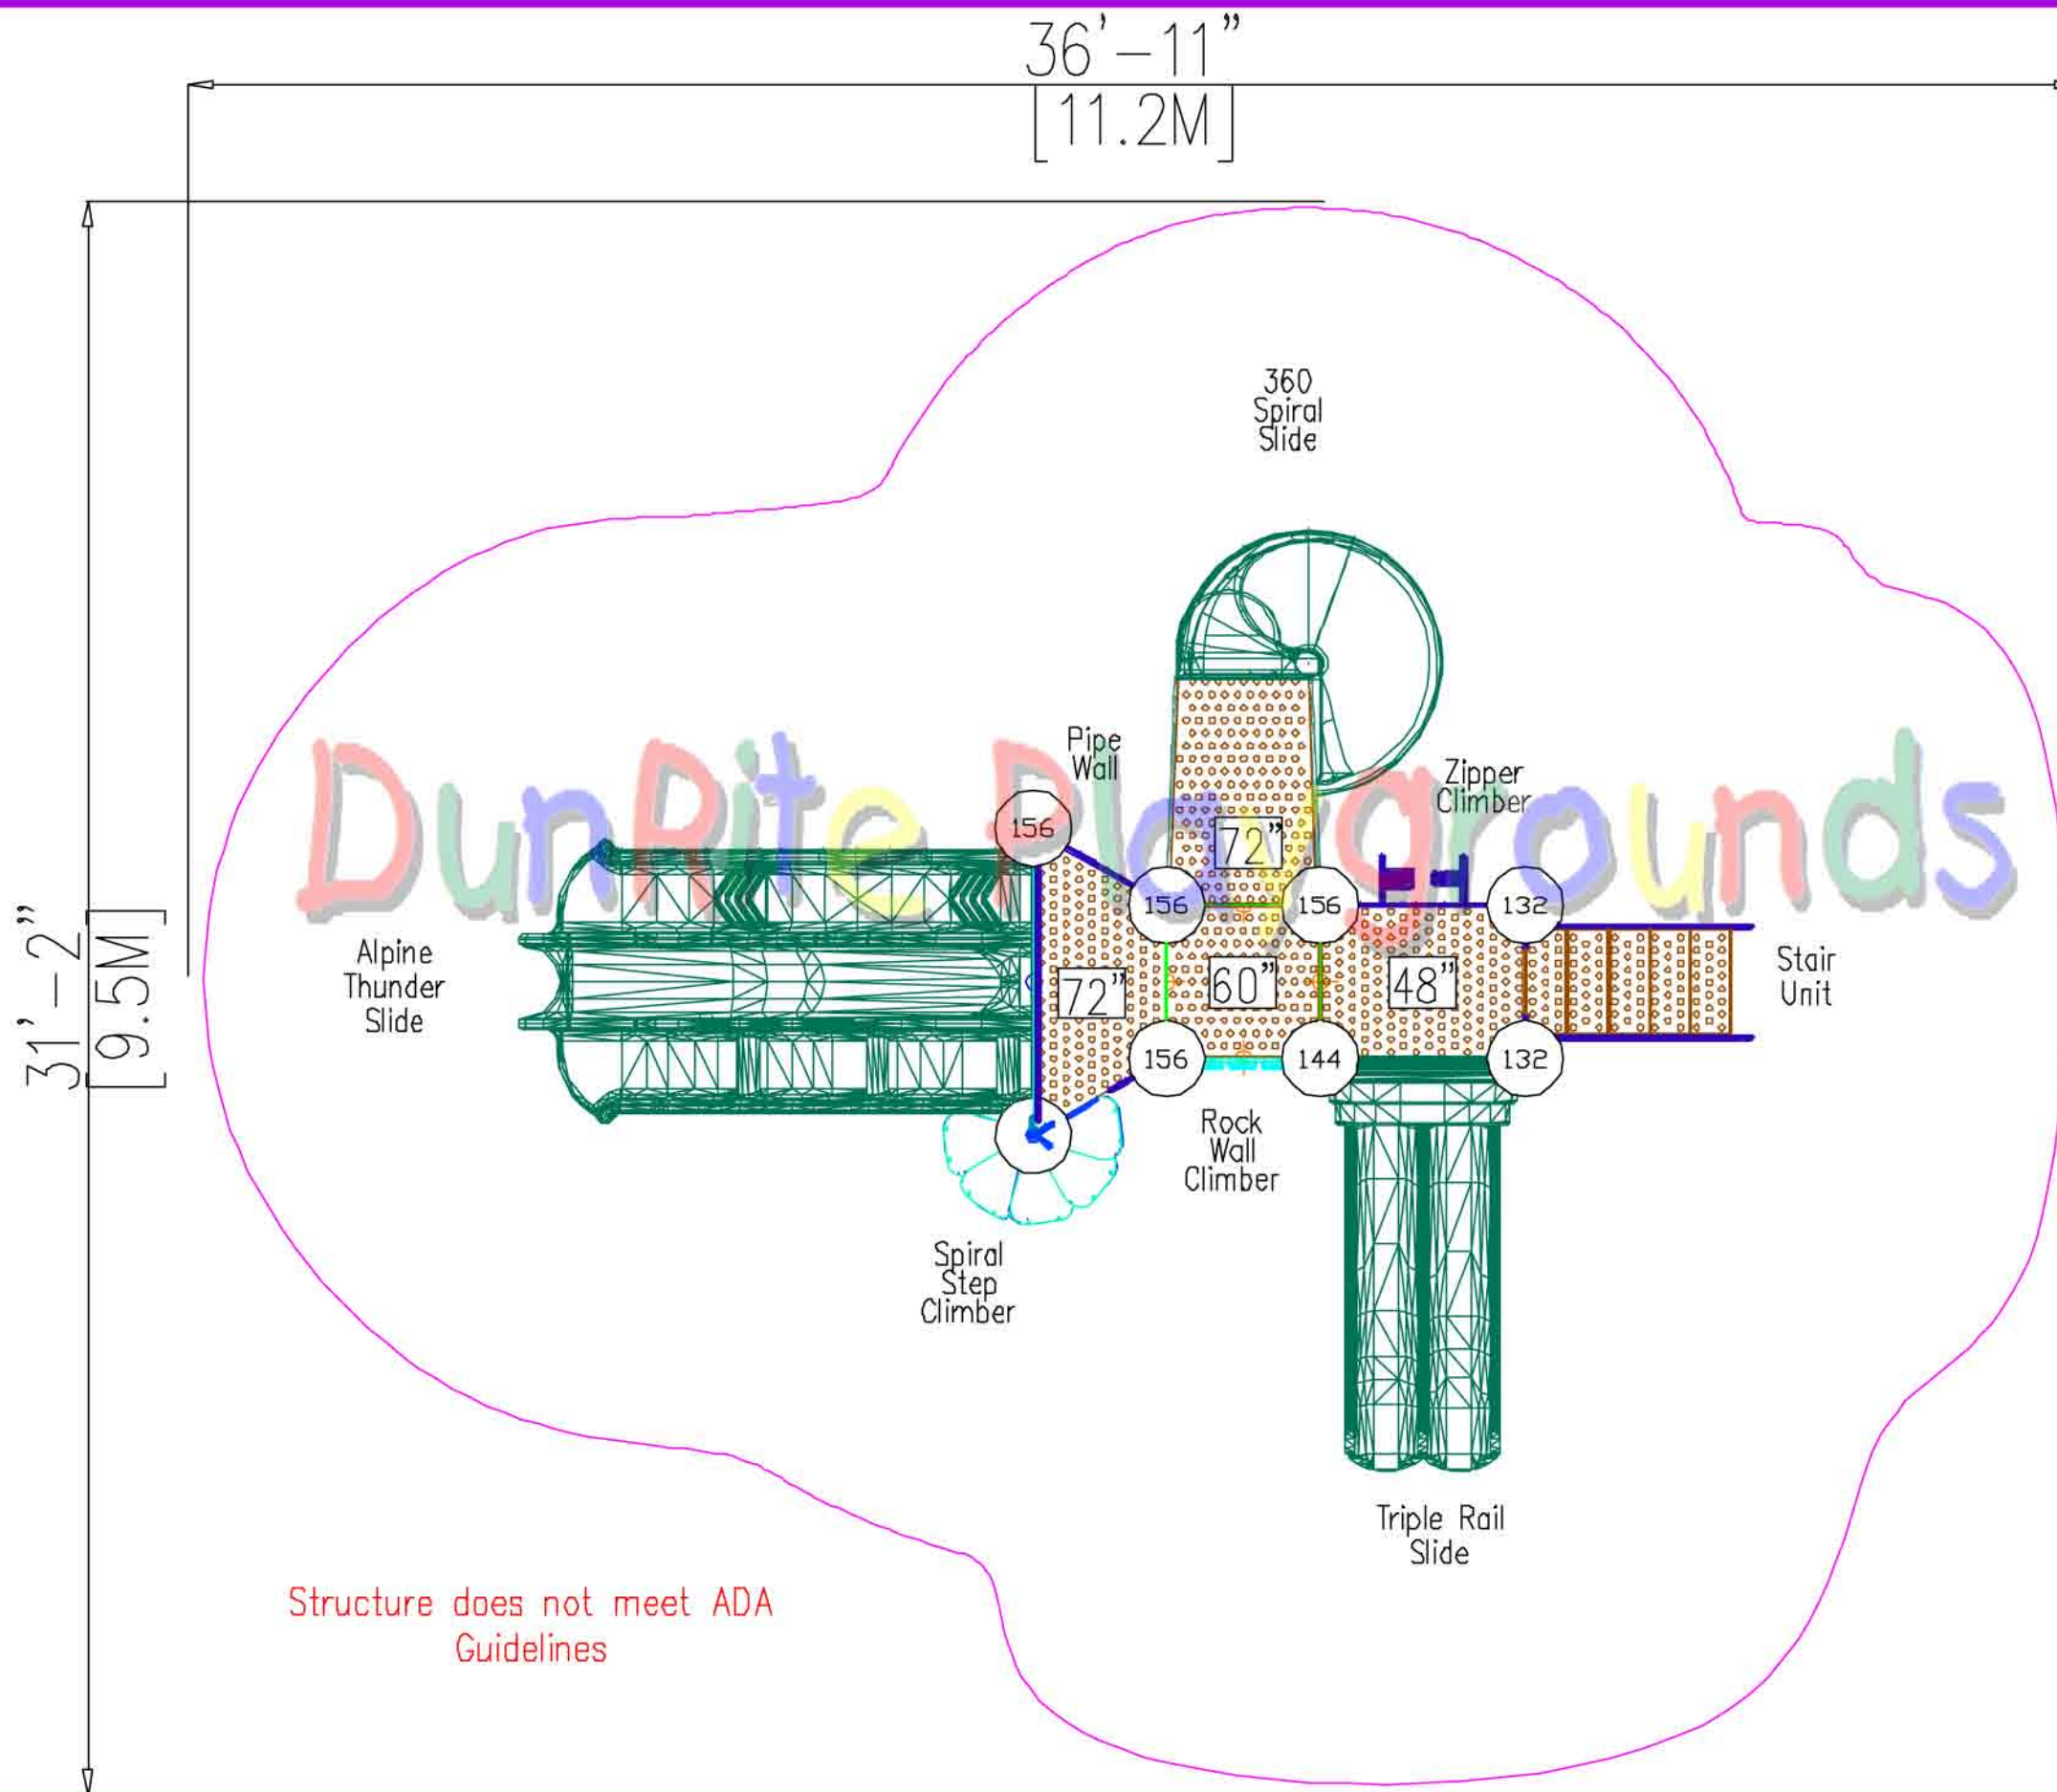 36'-11"
[11.2M]
31'-2"
[9.5M]
360
Spiral
Slide
Pipe
Wall
Zipper
Climber
DunRite Playgrounds
156
72"
156
156
132
Alpine
Thunder
Slide
72"
60"
48"
Stair
Unit
156
144
132
Rock
Wall
Climber
Spiral
Step
Climber
Triple Rail
Slide
Structure does not meet ADA
Guidelines